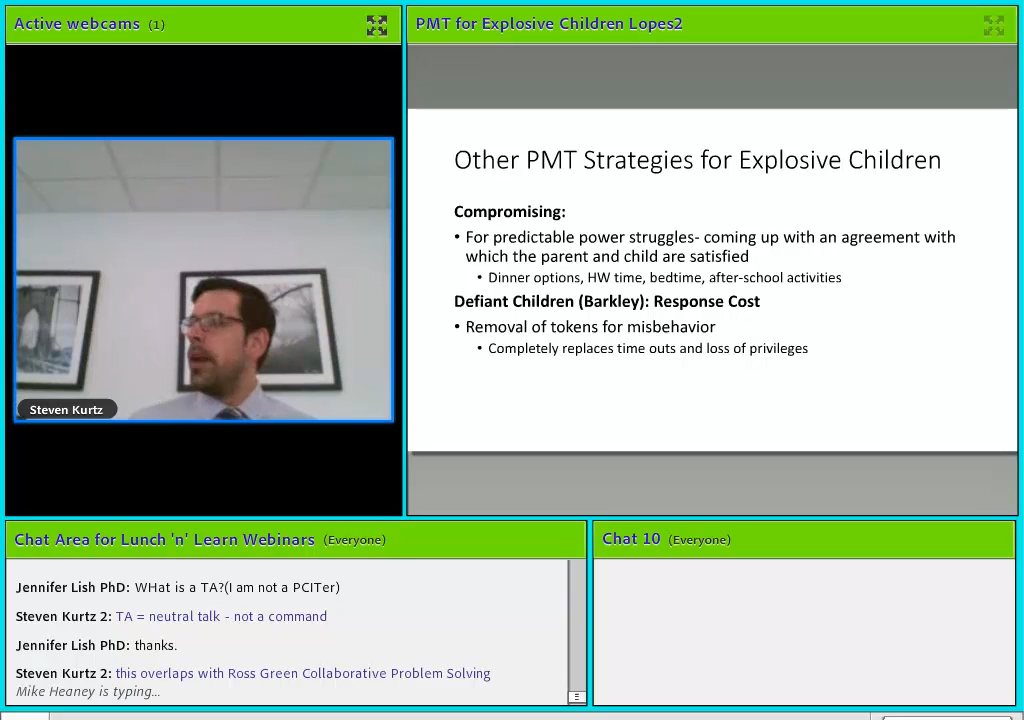 Active webcams (1)
PMT for Explosive Children Lopes2
Other PMT Strategies for Explosive Children
Compromising:
• For predictable power struggles- coming up with an agreement with
which the parent and child are satisfied
• Dinner options, HW time, bedtime, after-school activities
Defiant Children (Barkley): Response Cost
• Removal of tokens for misbehavior
• Completely replaces time outs and loss of privileges
Steven Kurtz
Chat Area for Lunch 'n' Learn Webinars (Everyone)
Jennifer Lish PhD: WHat is a TA?(I am not a PCITer)
Steven Kurtz 2: TA = neutral talk - not a command
Jennifer Lish PhD: thanks.
Steven Kurtz 2: this overlaps with Ross Green Collaborative Problem Solving
Mike Heaney is typing...
Chat 10 (Everyone)